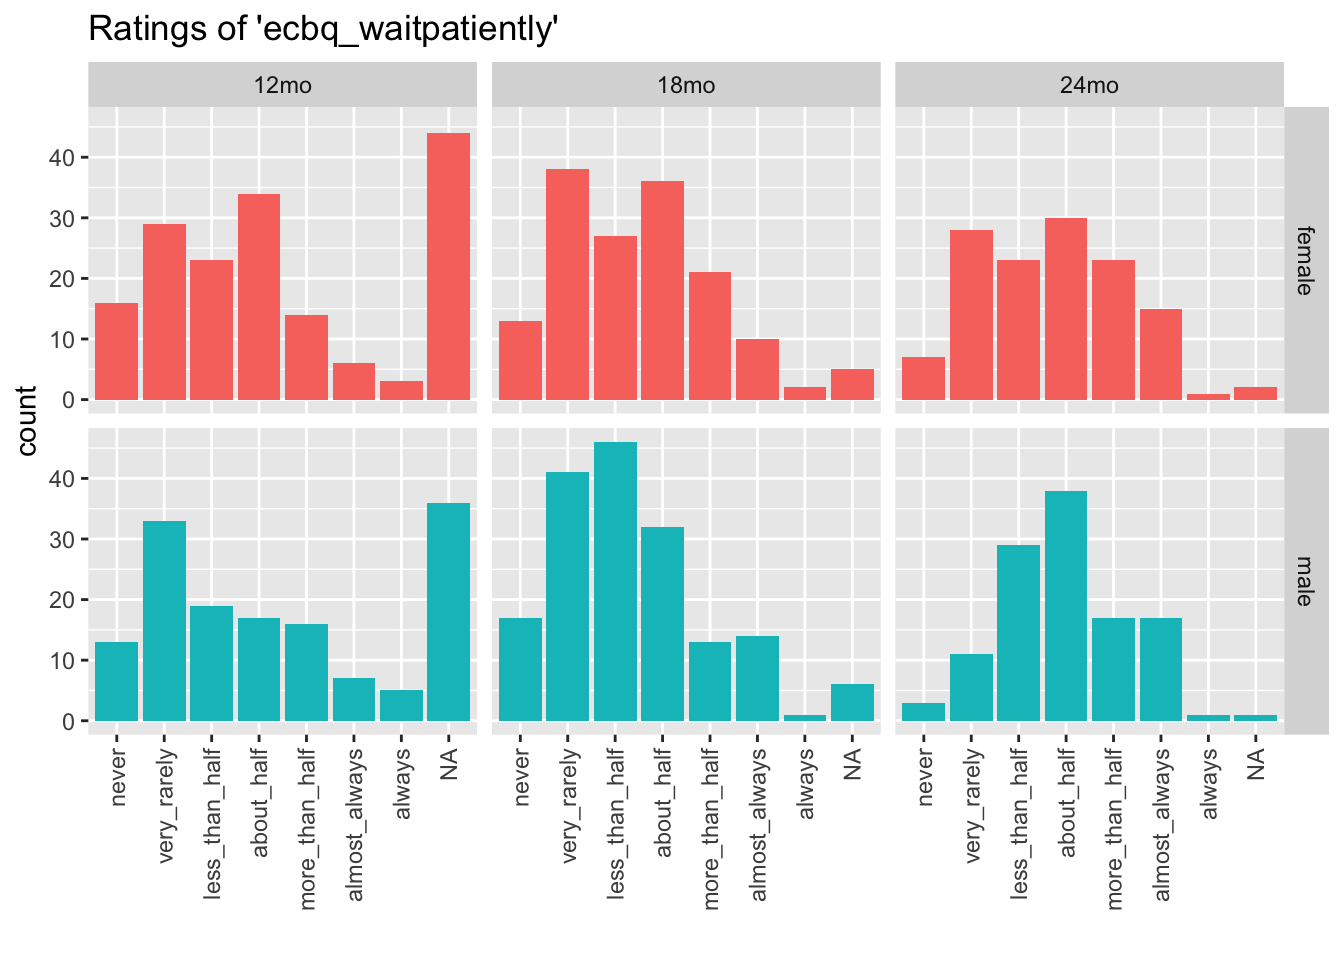 Ratings of 'ecbq_waitpatiently'
12mo 18mo 24mo
40
30
20
10
0
female
count
40
30
20
10
0
male
never very_rarely less_than_half about_half more_than_half almost_always always NA never very_rarely less_than_half about_half more_than_half almost_always always NA never very_rarely less_than_half about_half more_than_half almost_always always NA